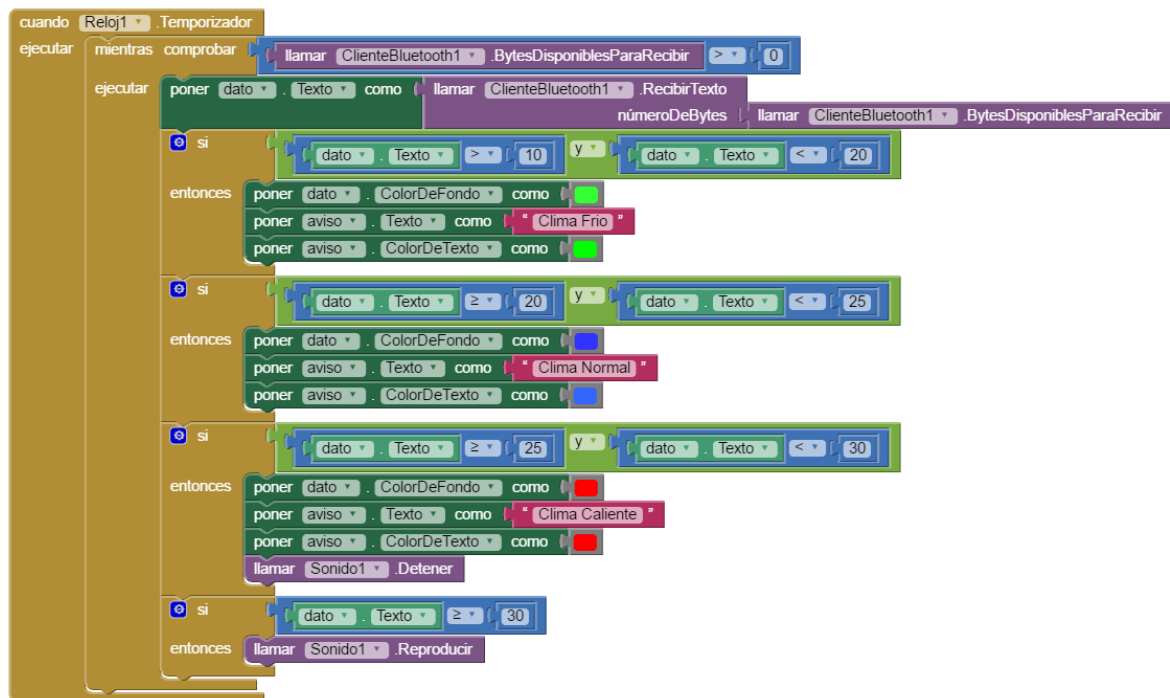 cuando Reloj1 .Temporizador
ejecutar mientras comprobar llamar ClienteBluetooth1 .BytesDisponiblesParaRecibir > 0
ejecutar poner dato . Texto como llamar ClienteBluetooth1 .RecibirTexto
númeroDeBytes llamar ClienteBluetooth1 .BytesDisponiblesParaRecibir
si dato . Texto > 10 y dato . Texto < 20
entonces poner dato . ColorDeFondo como
poner aviso . Texto como " Clima Frio "
poner aviso . ColorDeTexto como
si dato . Texto ≥ 20 y dato . Texto < 25
entonces poner dato . ColorDeFondo como
poner aviso . Texto como " Clima Normal "
poner aviso . ColorDeTexto como
si dato . Texto ≥ 25 y dato . Texto < 30
entonces poner dato . ColorDeFondo como
poner aviso . Texto como " Clima Caliente "
poner aviso . ColorDeTexto como
llamar Sonido1 .Detener
si dato . Texto ≥ 30
entonces llamar Sonido1 .Reproducir